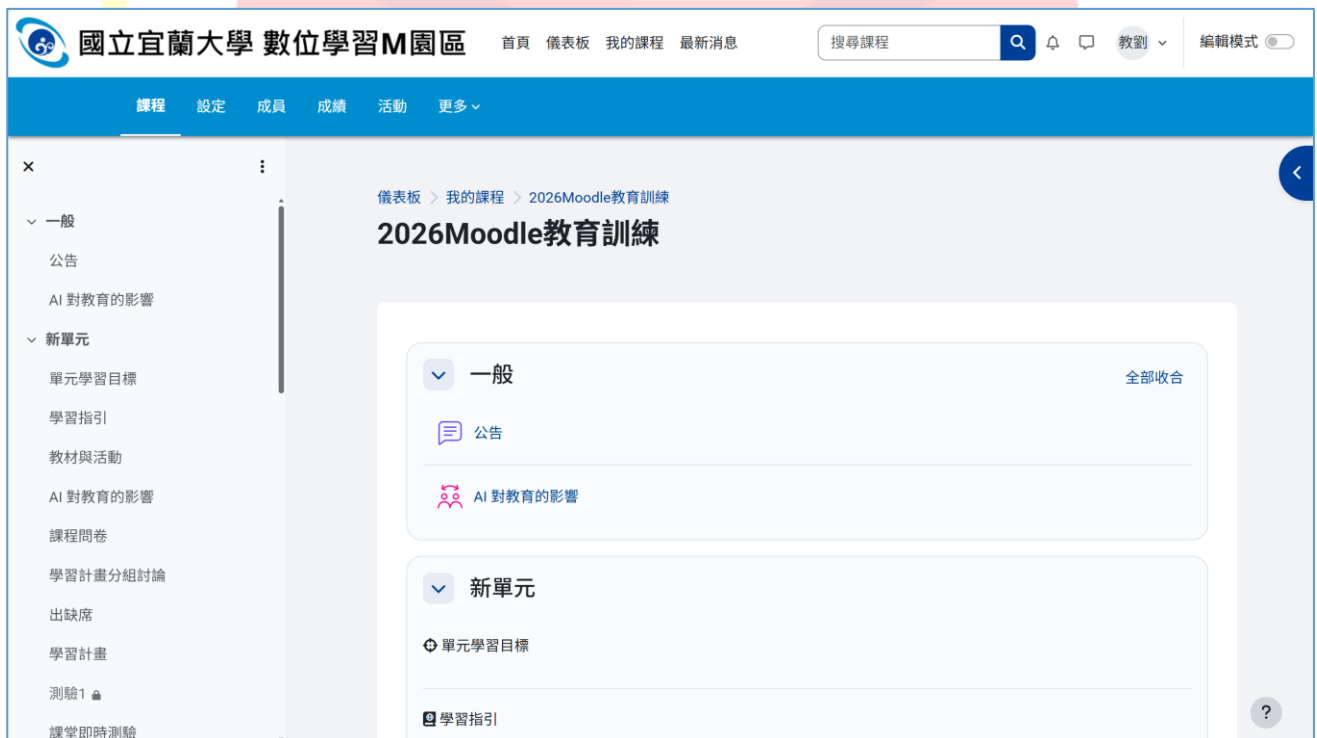 國立宜蘭大學 數位學習M園區
首頁 儀表板 我的課程 最新消息
搜尋課程
教劉
編輯模式
課程 設定 成員 成績 活動 更多
一般
公告
AI 對教育的影響
新單元
單元學習目標
學習指引
教材與活動
AI 對教育的影響
課程問卷
學習計畫分組討論
出缺席
學習計畫
測驗1
課堂即時測驗
儀表板 > 我的課程 > 2026Moodle教育訓練
2026Moodle教育訓練
一般
全部收合
公告
AI 對教育的影響
新單元
單元學習目標
學習指引
?